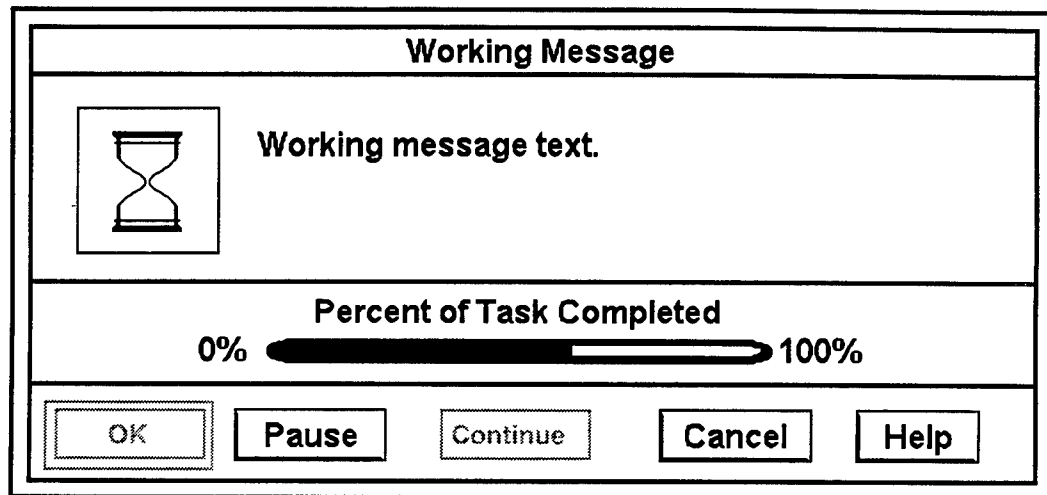 Working Message
Working message text.
Percent of Task Completed
0% 100%
OK Pause Continue Cancel Help